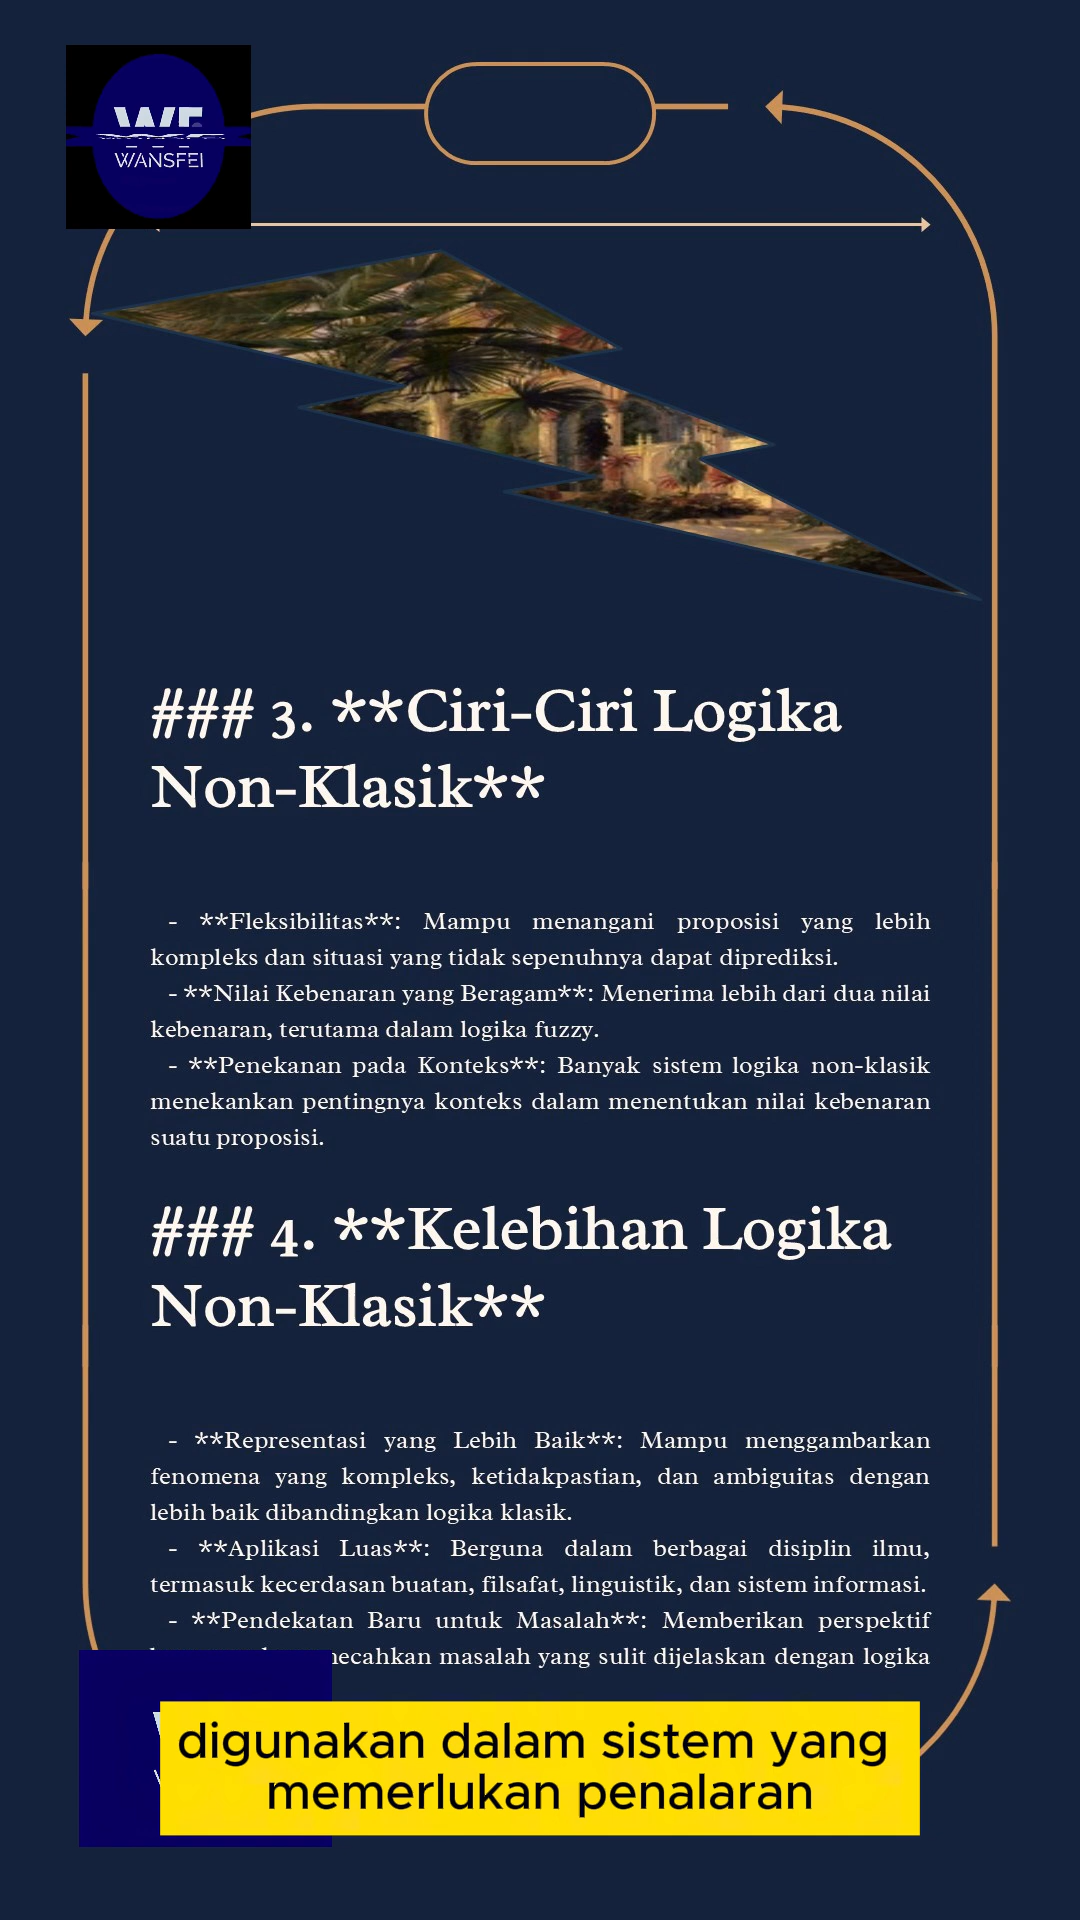 WF
WANSFEI
### 3. **Ciri-Ciri Logika
Non-Klasik**
- **Fleksibilitas**: Mampu menangani proposisi yang lebih
kompleks dan situasi yang tidak sepenuhnya dapat diprediksi.
- **Nilai Kebenaran yang Beragam**: Menerima lebih dari dua nilai
kebenaran, terutama dalam logika fuzzy.
- **Penekanan pada Konteks**: Banyak sistem logika non-klasik
menekankan pentingnya konteks dalam menentukan nilai kebenaran
suatu proposisi.
### 4. **Kelebihan Logika
Non-Klasik**
- **Representasi yang Lebih Baik**: Mampu menggambarkan
fenomena yang kompleks, ketidakpastian, dan ambiguitas dengan
lebih baik dibandingkan logika klasik.
- **Aplikasi Luas**: Berguna dalam berbagai disiplin ilmu,
termasuk kecerdasan buatan, filsafat, linguistik, dan sistem informasi.
- **Pendekatan Baru untuk Masalah**: Memberikan perspektif
masalah yang sulit dijelaskan dengan logika
digunakan dalam sistem yang
memerlukan penalaran